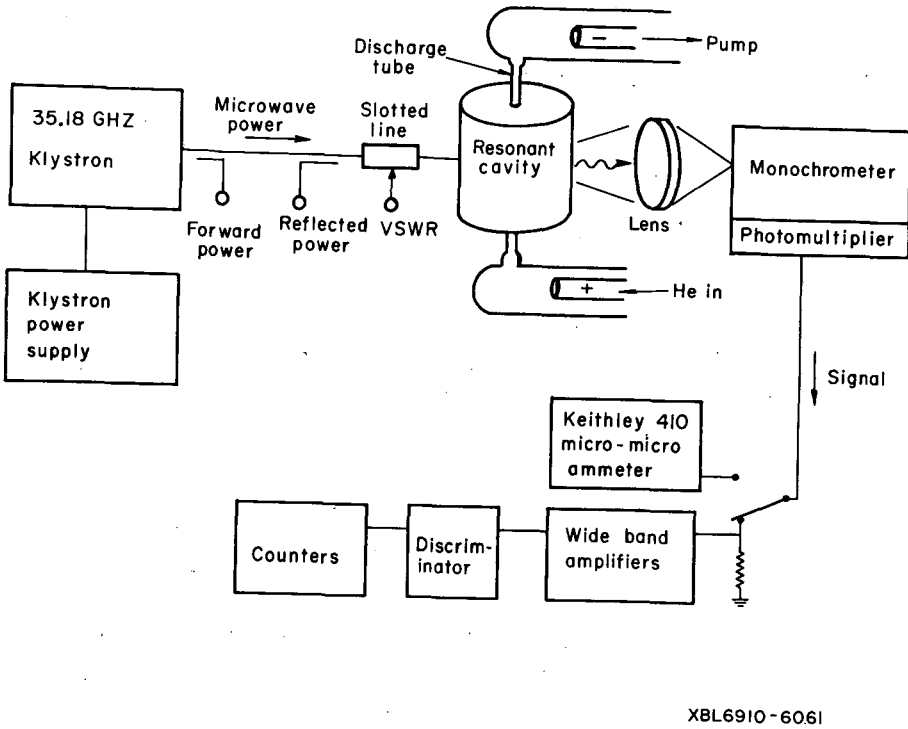 Discharge
tube
−
Pump
35.18 GHZ
Klystron
Microwave
power
Slotted
line
Resonant
cavity
Monochrometer
Photomultiplier
Lens
Forward
power
Reflected
power
VSWR
+
He in
Klystron
power
supply
Signal
Keithley 410
micro-micro
ammeter
Counters
Discrim-
inator
Wide band
amplifiers
XBL6910-6061